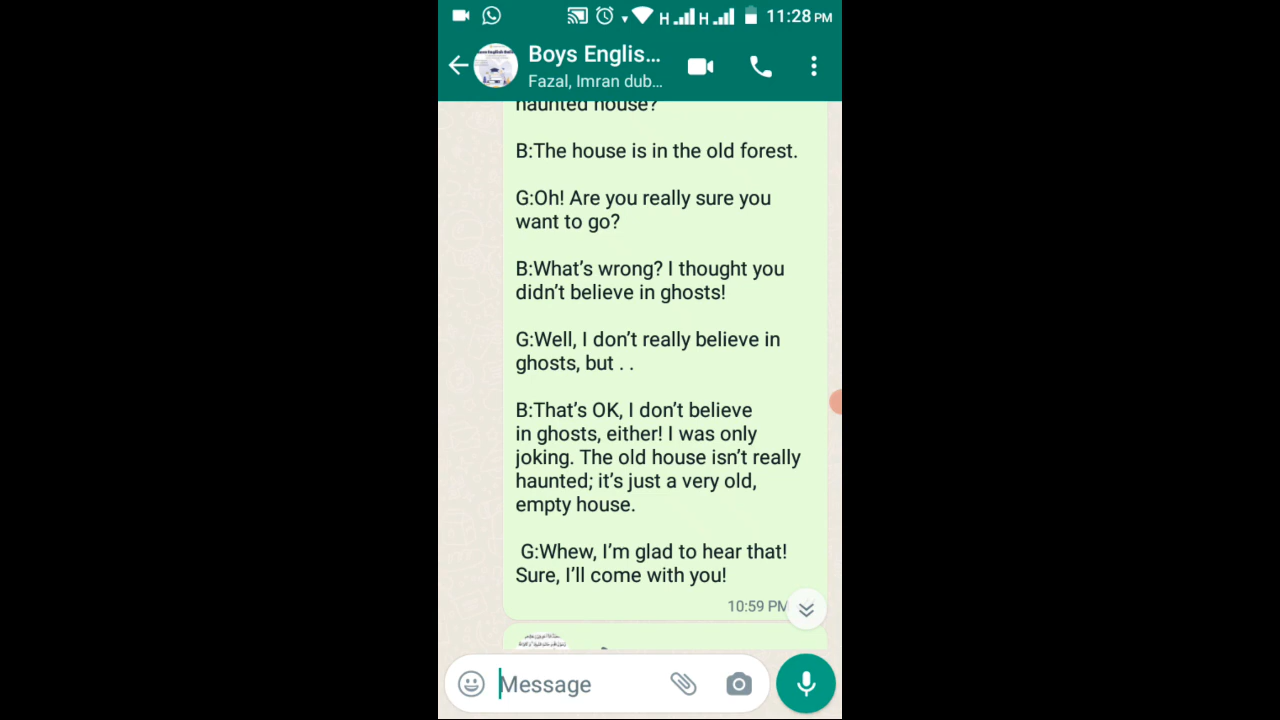 11:28 PM
Boys Englis...
Fazal, Imran dub...
haunted house?
B:The house is in the old forest.
G:Oh! Are you really sure you
want to go?
B:What's wrong? I thought you
didn't believe in ghosts!
G:Well, I don't really believe in
ghosts, but . .
B:That's OK, I don't believe
in ghosts, either! I was only
joking. The old house isn't really
haunted; it's just a very old,
empty house.
G:Whew, I'm glad to hear that!
Sure, I'll come with you!
10:59 PM
Message